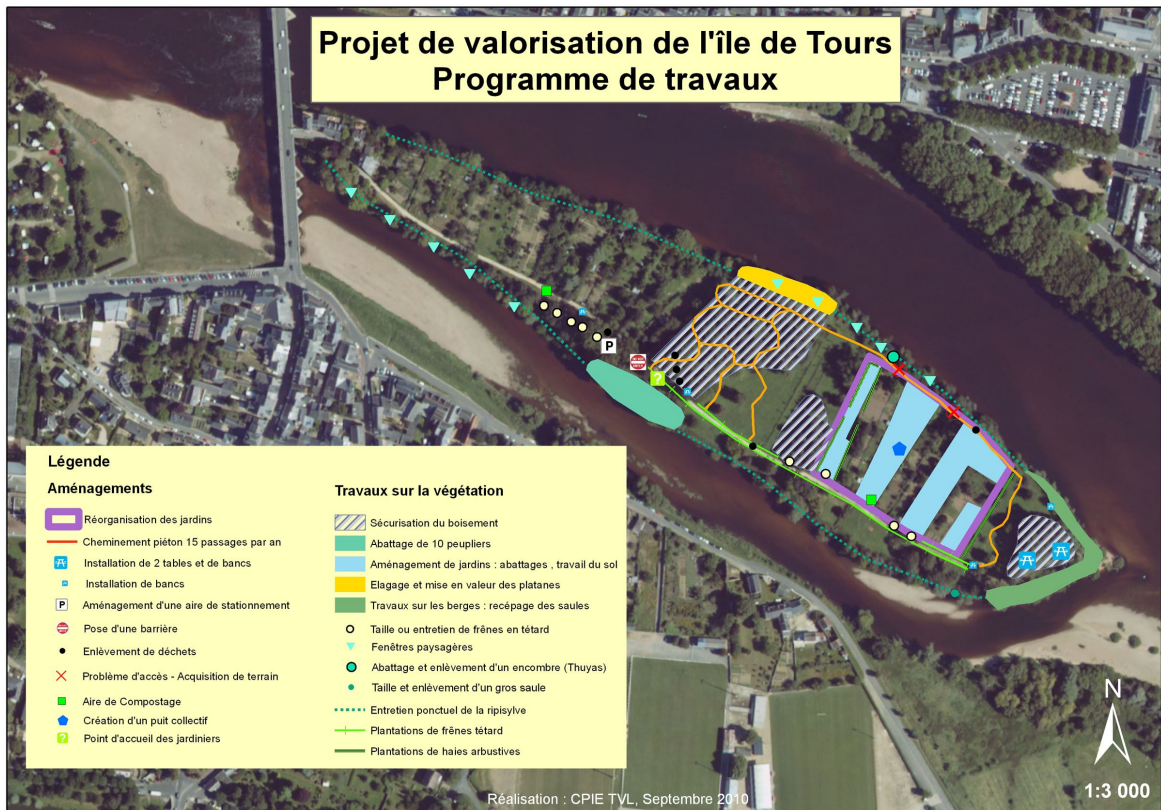 Projet de valorisation de l'île de Tours
Programme de travaux
Légende
Aménagements
Réorganisation des jardins
Cheminement piéton 15 passages par an
Installation de 2 tables et de bancs
Installation de bancs
P
Aménagement d'une aire de stationnement
Pose d'une barrière
Enlèvement de déchets
Problème d'accès - Acquisition de terrain
Aire de Compostage
Création d'un puit collectif
?
Point d'accueil des jardiniers
Travaux sur la végétation
Sécurisation du boisement
Abattage de 10 peupliers
Aménagement de jardins : abattages , travail du sol
Elagage et mise en valeur des platanes
Travaux sur les berges : recépage des saules
Taille ou entretien de frênes en tétard
Fenêtres paysagères
Abattage et enlèvement d'un encombre (Thuyas)
Taille et enlèvement d'un gros saule
Entretien ponctuel de la ripisylve
Plantations de frênes tétard
Plantations de haies arbustives
P
?
N
1:3 000
Réalisation : CPIE TVL, Septembre 2010